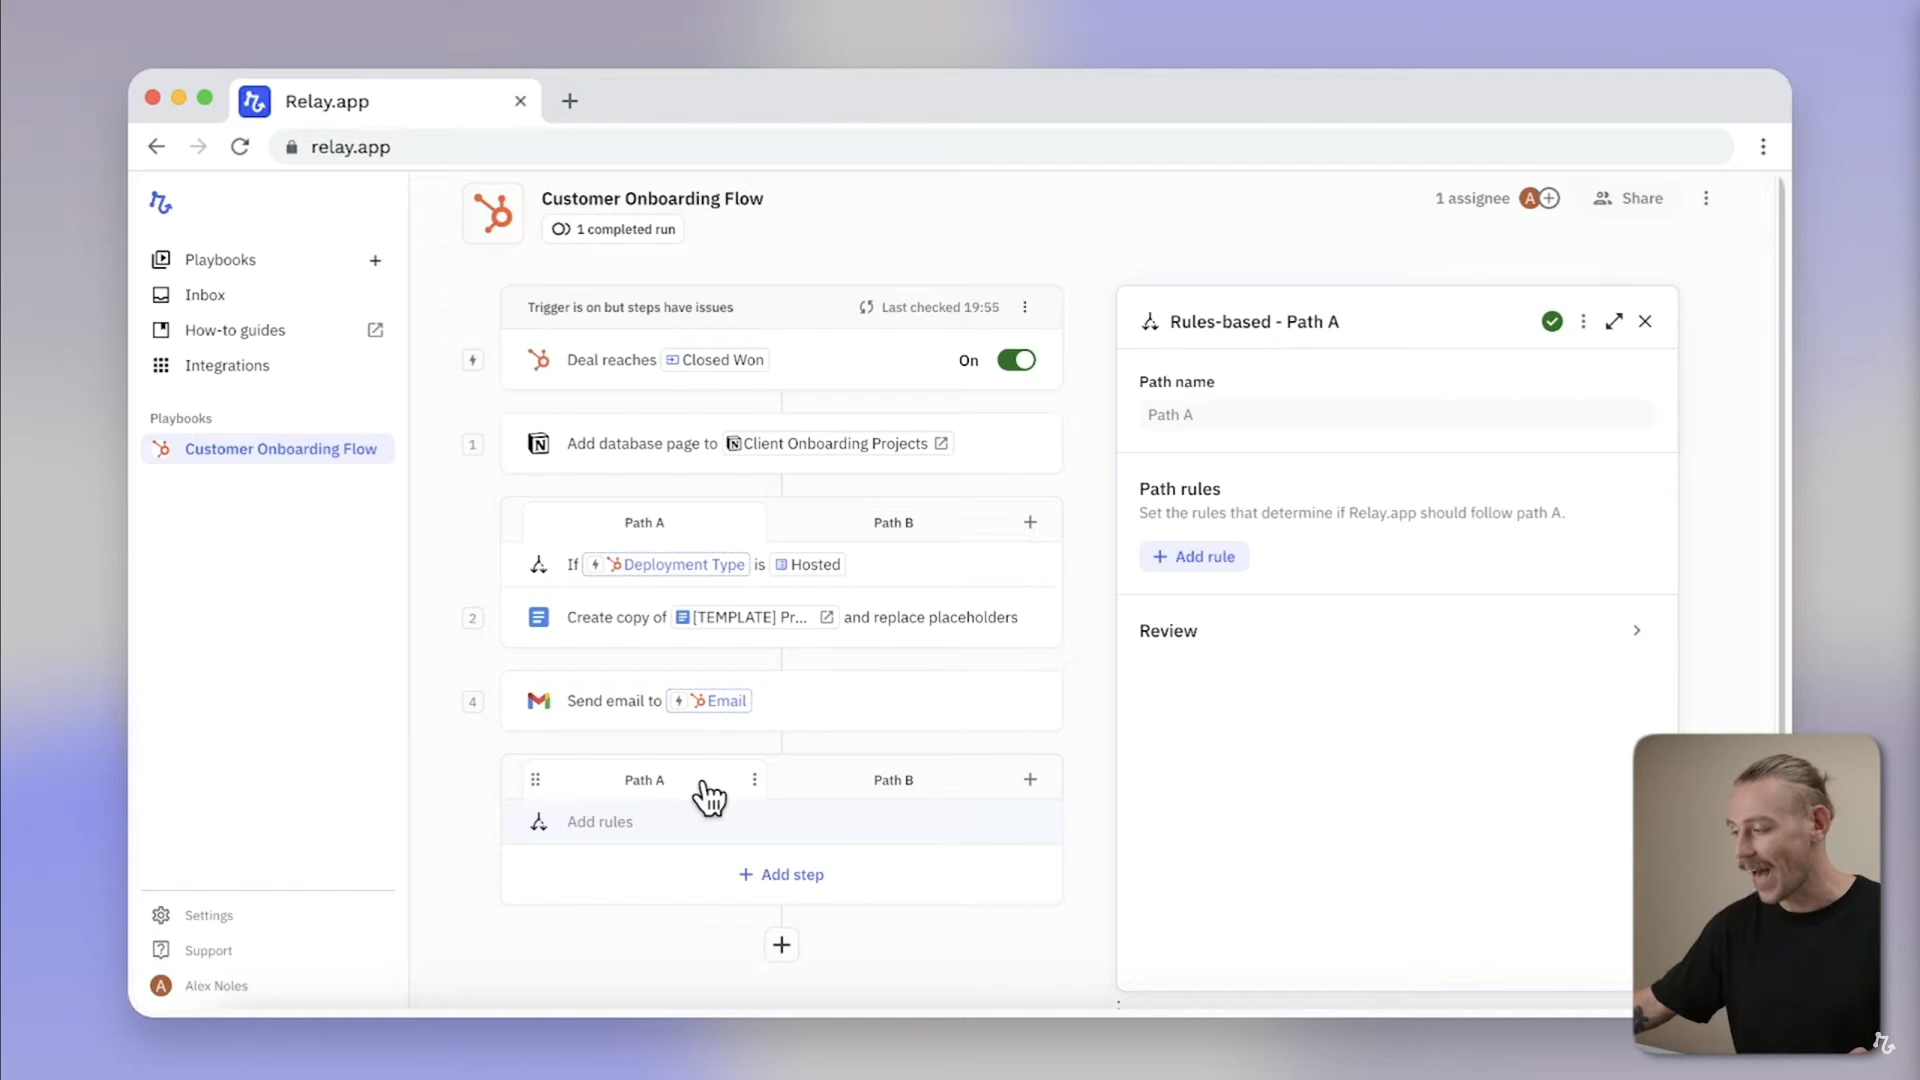 Relay.app
relay.app
Customer Onboarding Flow
1 completed run
1 assignee A
Share
Playbooks
Inbox
How-to guides
Integrations
Playbooks
Customer Onboarding Flow
Settings
Support
A Alex Noles
Trigger is on but steps have issues
Last checked 19:55
Deal reaches Closed Won
On
1
Add database page to Client Onboarding Projects
Path A
Path B
If Deployment Type is Hosted
2
Create copy of [TEMPLATE] Pr... and replace placeholders
4
Send email to Email
Path A
Path B
Add rules
+ Add step
Rules-based - Path A
Path name
Path A
Path rules
Set the rules that determine if Relay.app should follow path A.
+ Add rule
Review